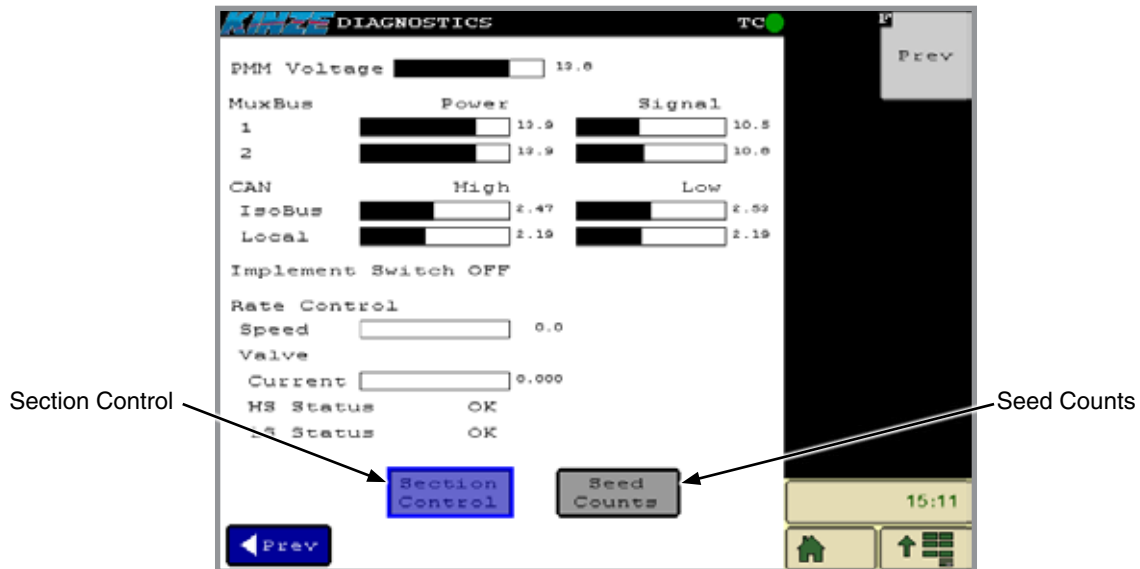 KINZE DIAGNOSTICS TC
P
Prev
PMM Voltage 13.8
MuxBus Power Signal
1 13.9 10.5
2 13.9 10.8
CAN High Low
IsoBus 2.47 2.53
Local 2.19 2.19
Implement Switch OFF
Rate Control
Speed 0.0
Valve
Current 0.000
HS Status OK
LS Status OK
Section Control
Seed Counts
Section
Control
Seed
Counts
15:11
Prev